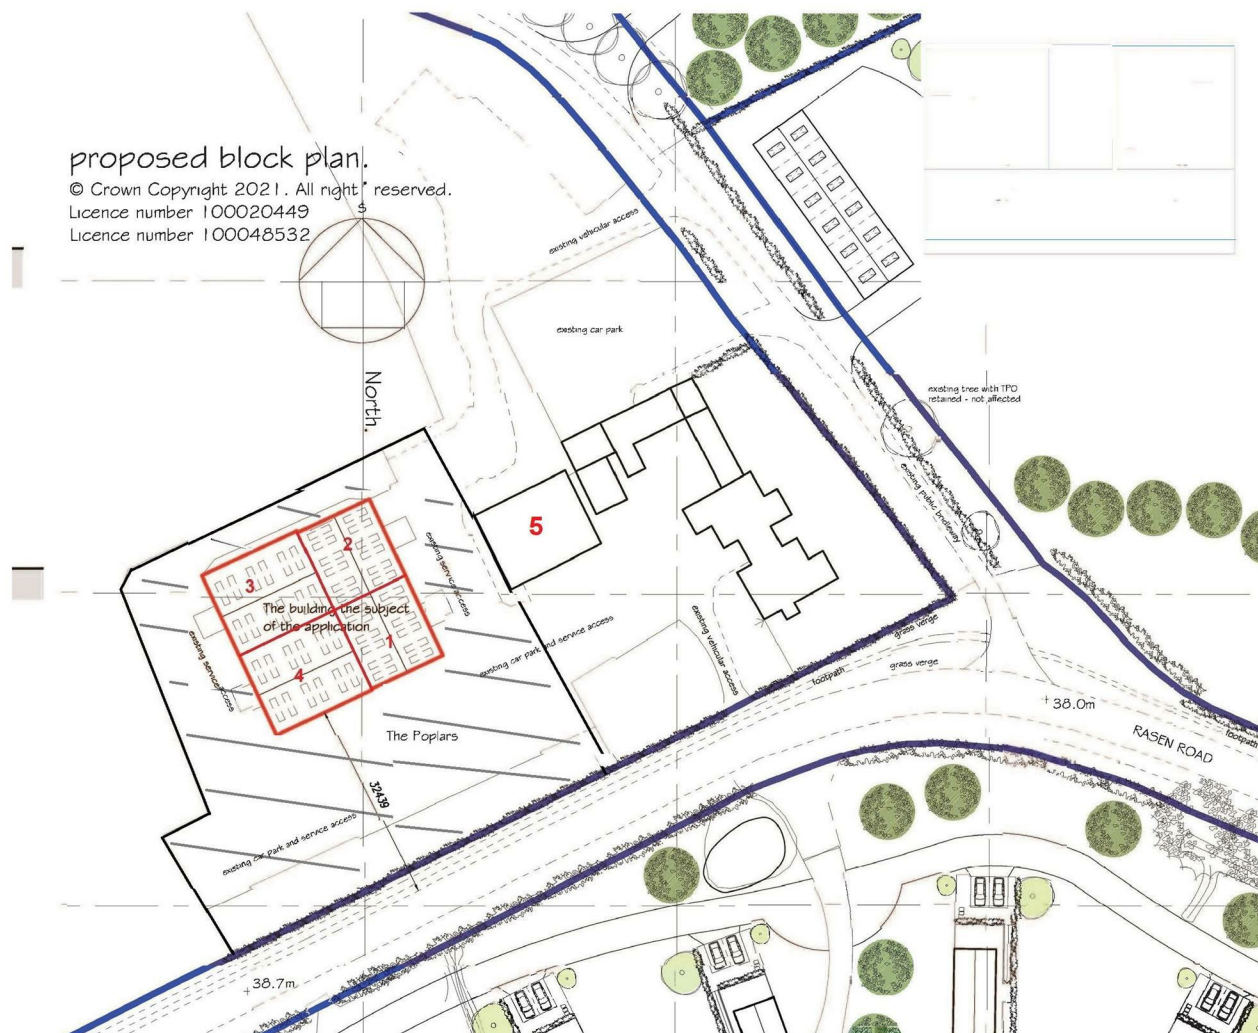 proposed block plan.
© Crown Copyright 2021. All right reserved.
Licence number 100020449
Licence number 100048532
S
North.
existing vehicular access
existing car park
existing tree with TPO
retained - not affected
existing public bridleway
5
2
3
The building the subject
of the application
1
4
existing service access
existing service access
existing car park and service access
existing vehicular access
grass verge
grass verge
footpath
38.0m
RASEN ROAD
footpath
The Poplars
32439
existing car park and service access
38.7m